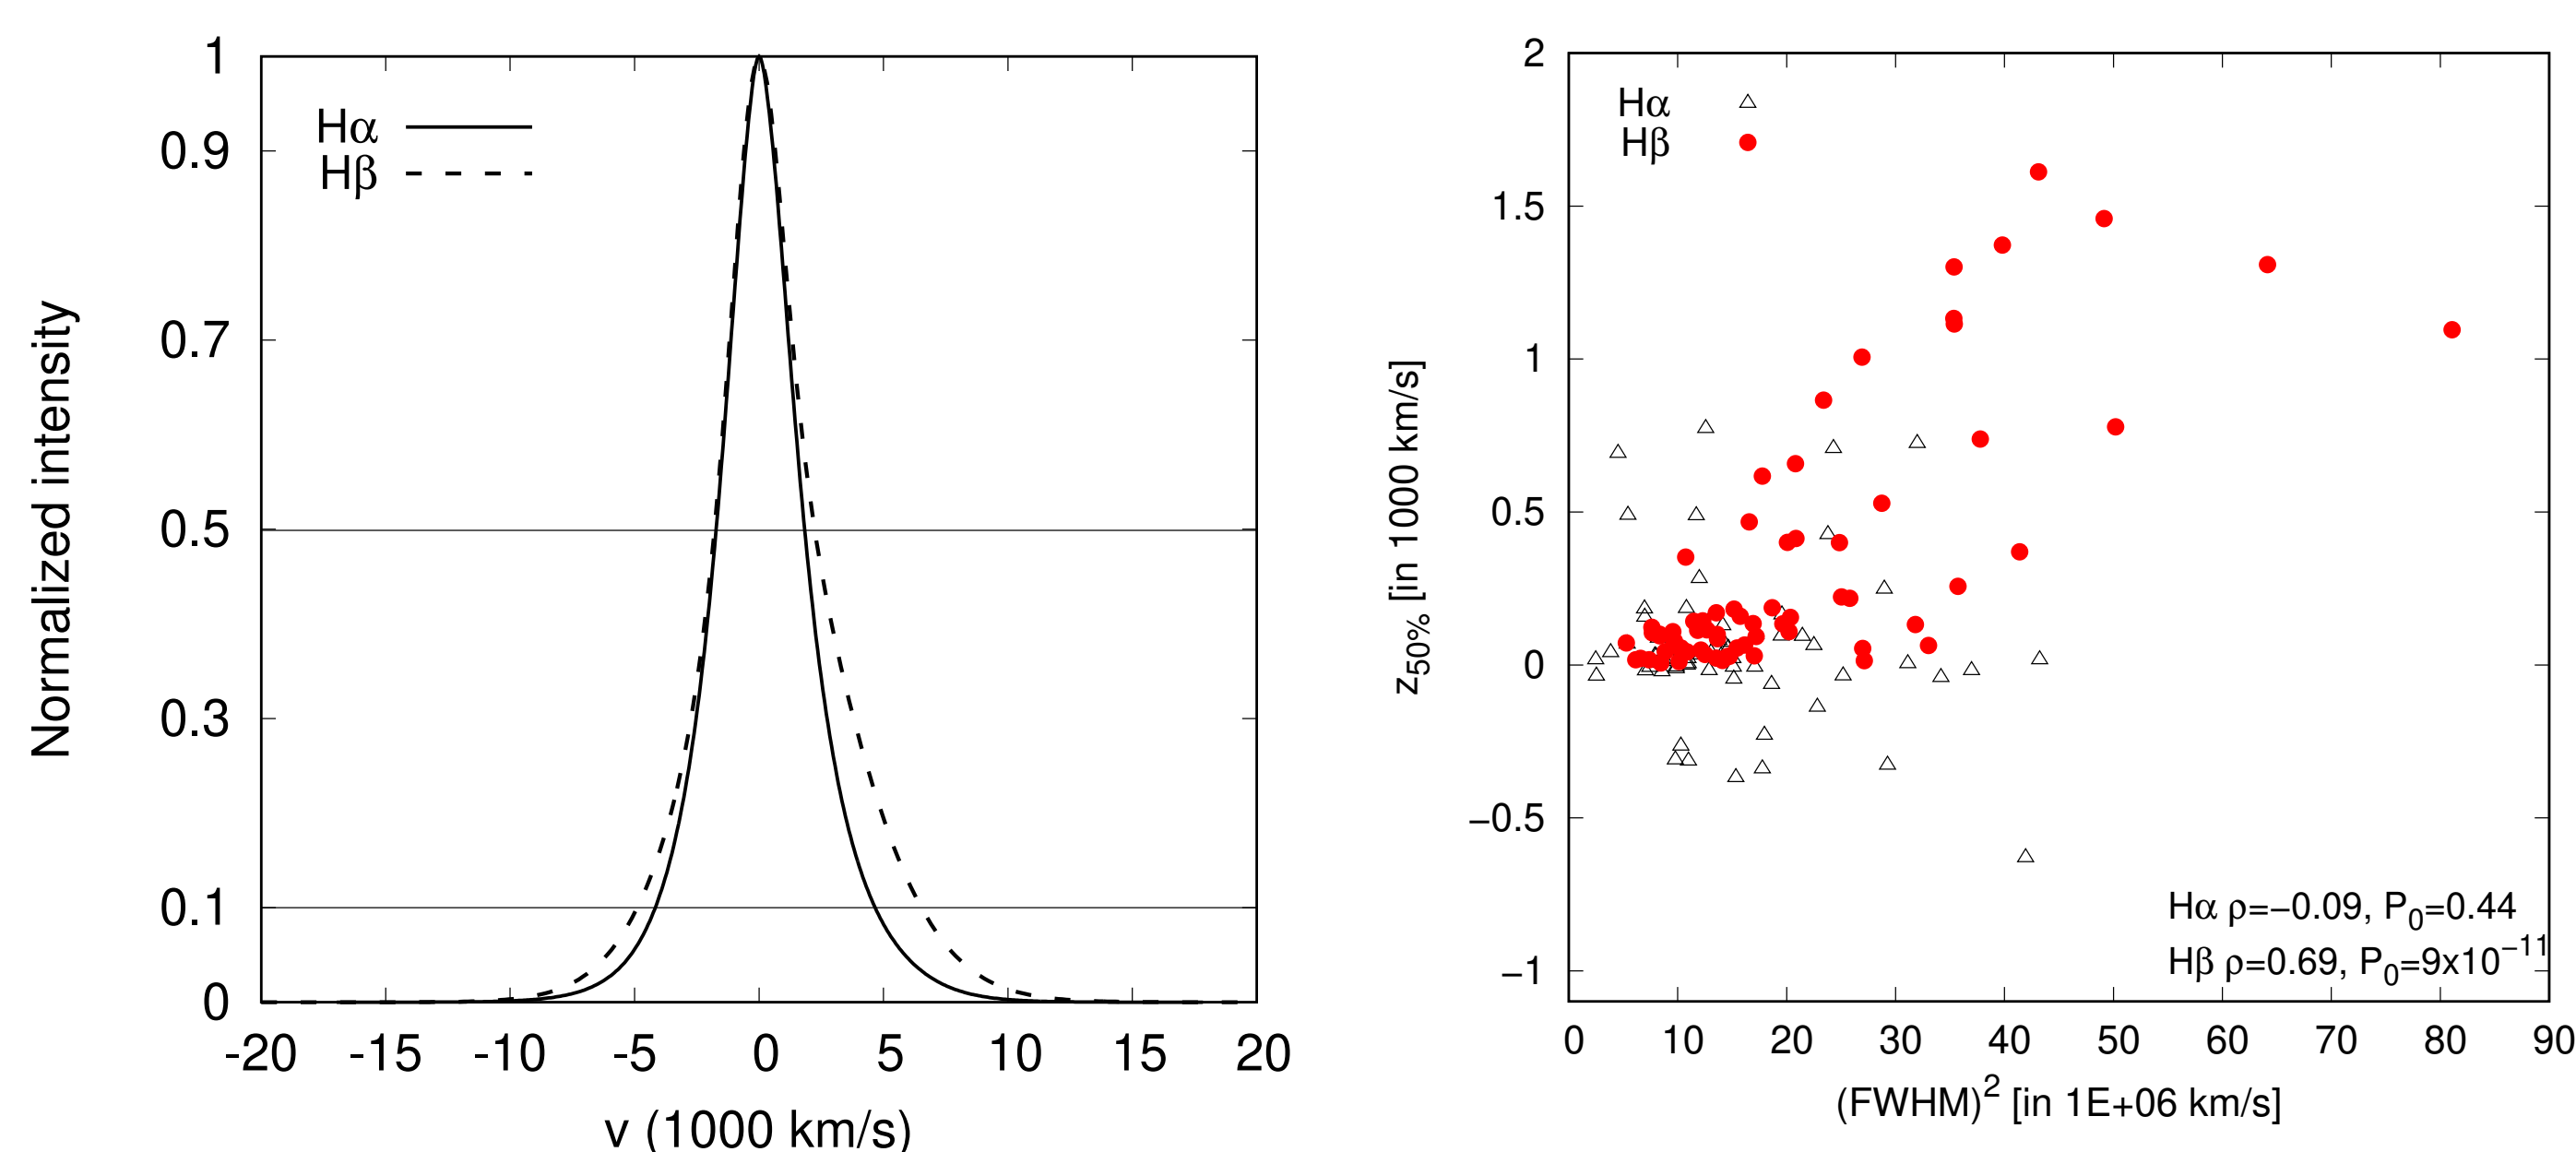 Hα
Hβ
1
0.9
0.7
0.5
0.3
0.1
0
Normalized intensity
-20 -15 -10 -5 0 5 10 15 20
v (1000 km/s)
Hα
Hβ
2
1.5
1
0.5
0
−0.5
−1
z50% [in 1000 km/s]
Hα ρ=−0.09, P0=0.44
Hβ ρ=0.69, P0=9x10−11
0 10 20 30 40 50 60 70 80 90
(FWHM)2 [in 1E+06 km/s]